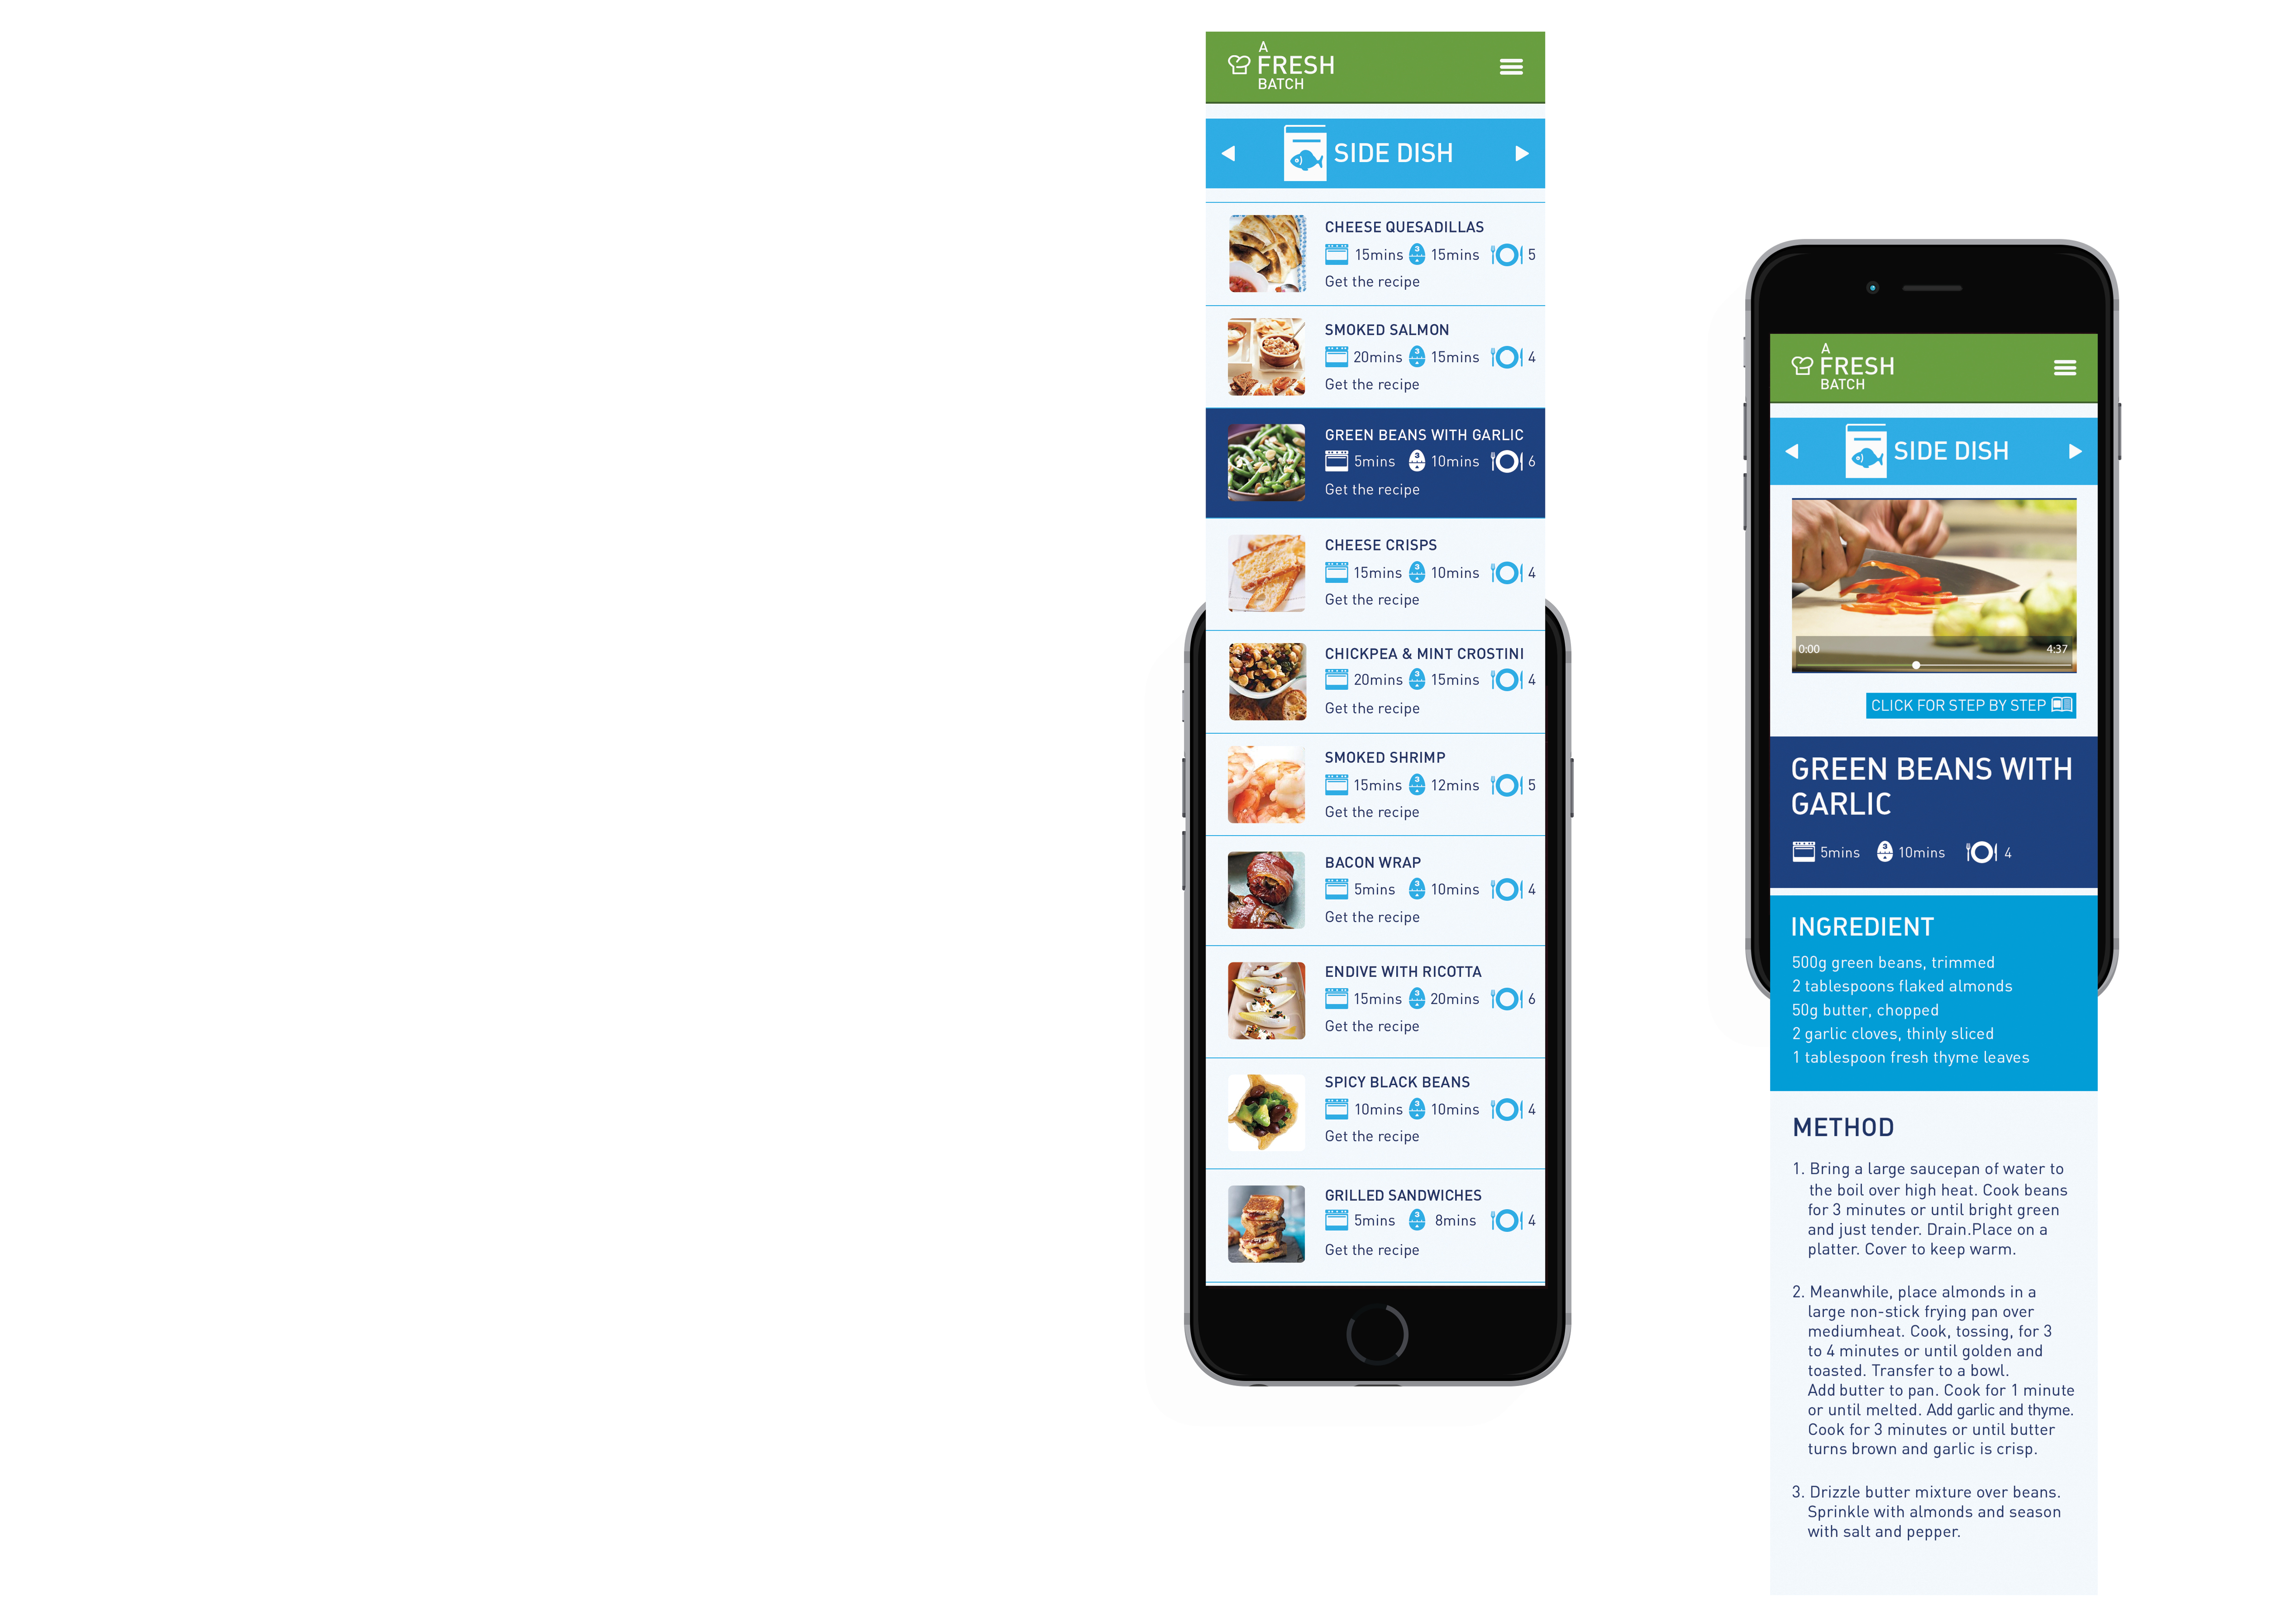 A
FRESH
BATCH
SIDE DISH
CHEESE QUESADILLAS
15mins 3 15mins 5
Get the recipe
SMOKED SALMON
20mins 3 15mins 4
Get the recipe
GREEN BEANS WITH GARLIC
5mins 3 10mins 6
Get the recipe
CHEESE CRISPS
15mins 3 10mins 4
Get the recipe
CHICKPEA & MINT CROSTINI
20mins 3 15mins 4
Get the recipe
SMOKED SHRIMP
15mins 3 12mins 5
Get the recipe
BACON WRAP
5mins 3 10mins 4
Get the recipe
ENDIVE WITH RICOTTA
15mins 3 20mins 6
Get the recipe
SPICY BLACK BEANS
10mins 3 10mins 4
Get the recipe
GRILLED SANDWICHES
5mins 3 8mins 4
Get the recipe
A
FRESH
BATCH
SIDE DISH
0:00 4:37
CLICK FOR STEP BY STEP
GREEN BEANS WITH
GARLIC
5mins 3 10mins 4
INGREDIENT
500g green beans, trimmed
2 tablespoons flaked almonds
50g butter, chopped
2 garlic cloves, thinly sliced
1 tablespoon fresh thyme leaves
METHOD
1. Bring a large saucepan of water to
the boil over high heat. Cook beans
for 3 minutes or until bright green
and just tender. Drain.Place on a
platter. Cover to keep warm.
2. Meanwhile, place almonds in a
large non-stick frying pan over
mediumheat. Cook, tossing, for 3
to 4 minutes or until golden and
toasted. Transfer to a bowl.
Add butter to pan. Cook for 1 minute
or until melted. Add garlic and thyme.
Cook for 3 minutes or until butter
turns brown and garlic is crisp.
3. Drizzle butter mixture over beans.
Sprinkle with almonds and season
with salt and pepper.